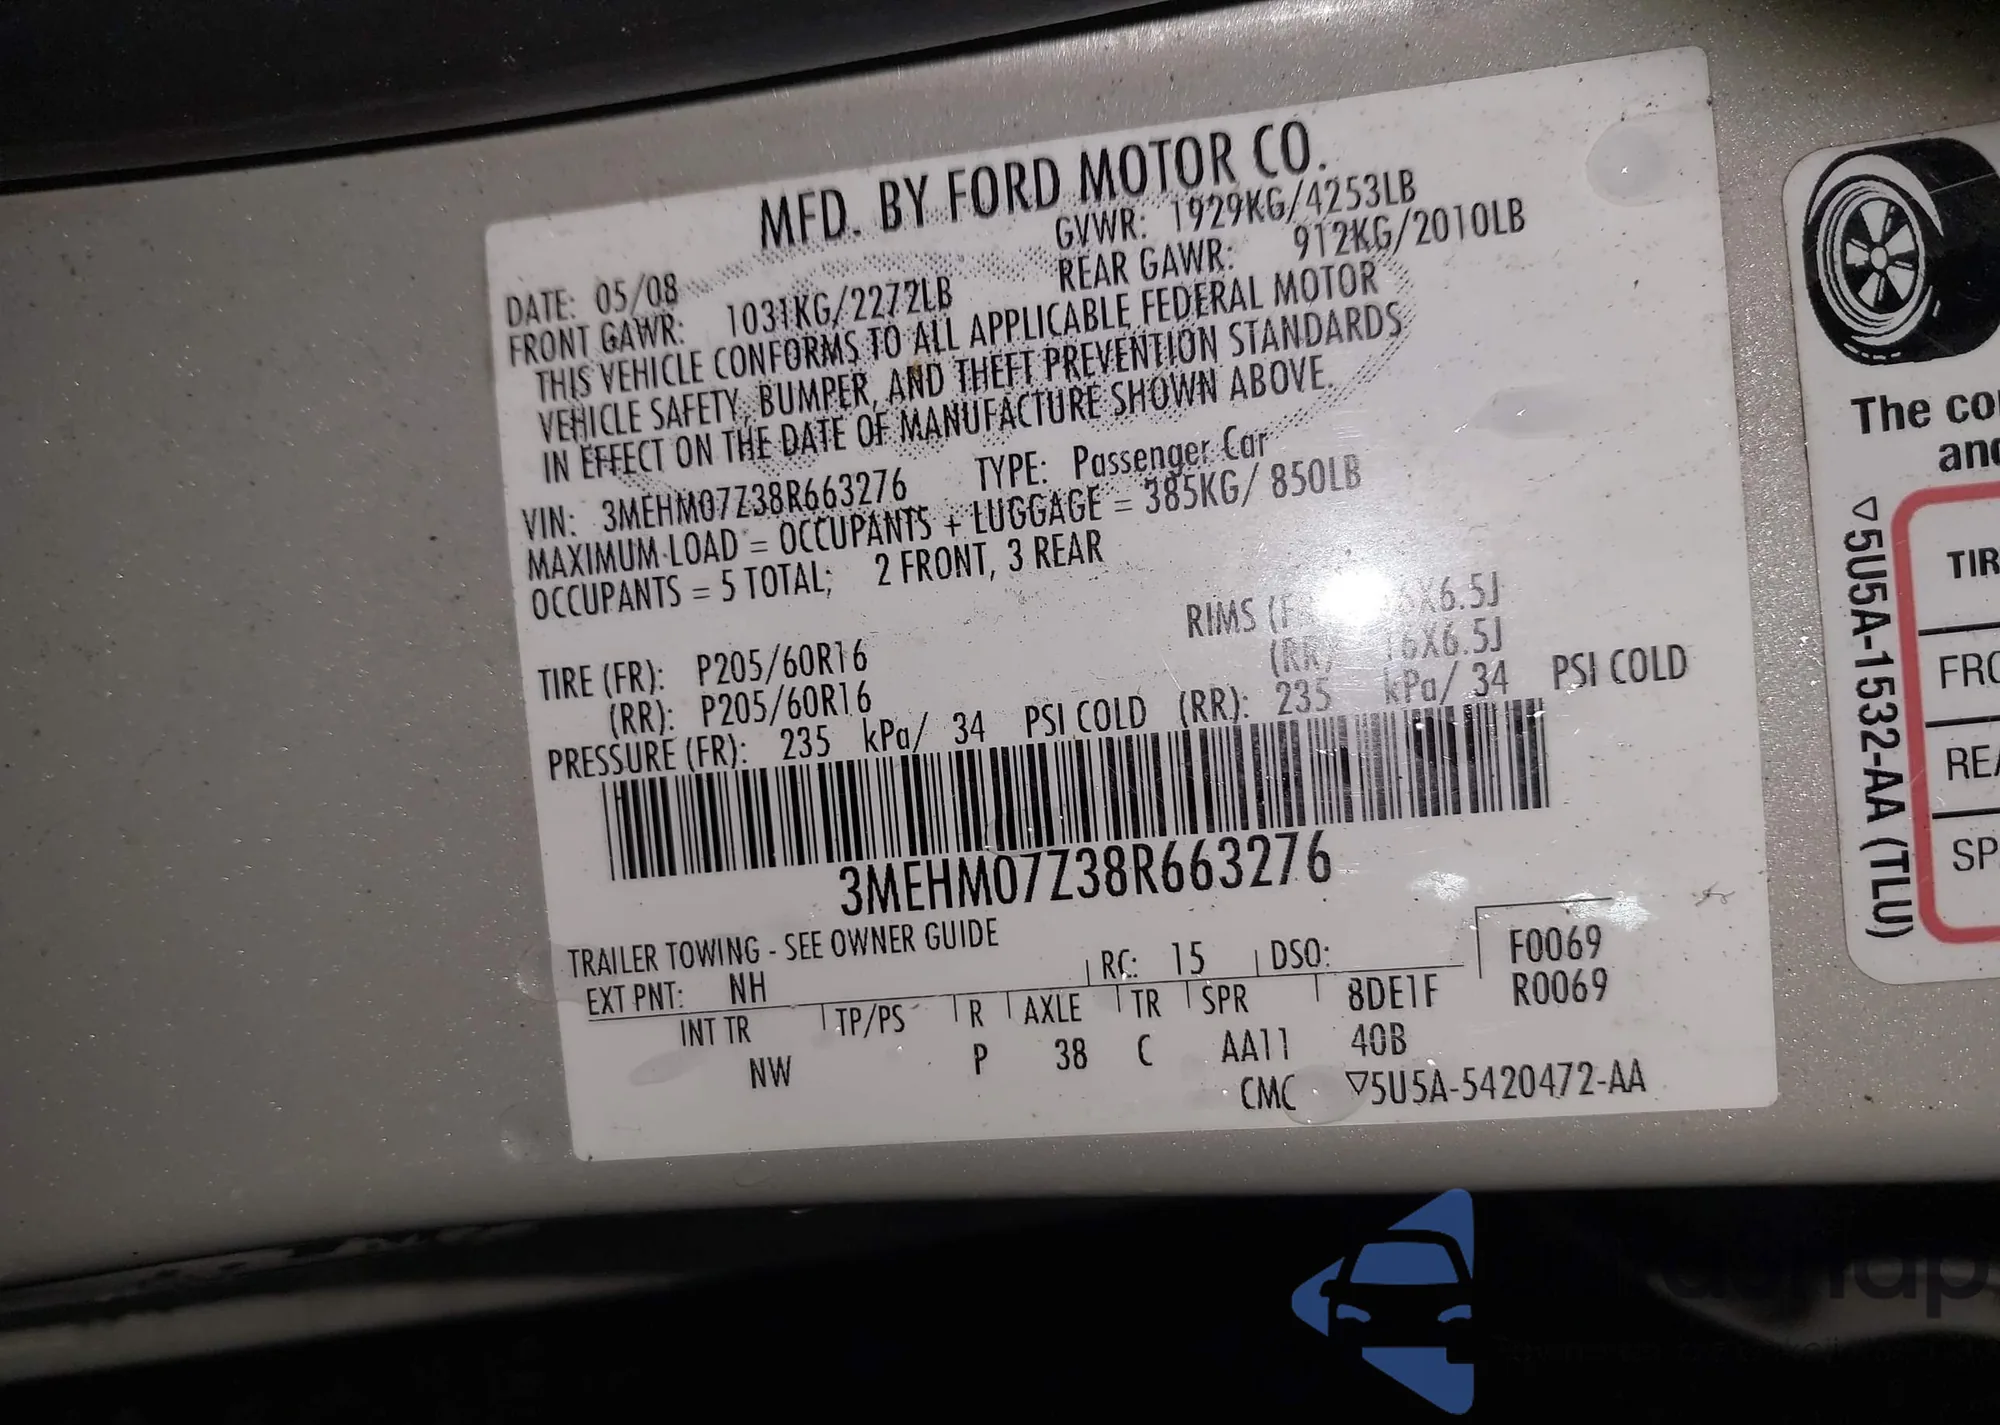 MFD. BY FORD MOTOR CO.
DATE: 05/08 GVWR: 1929KG/4253LB
FRONT GAWR: 1031KG/2272LB REAR GAWR: 912KG/2010LB
THIS VEHICLE CONFORMS TO ALL APPLICABLE FEDERAL MOTOR
VEHICLE SAFETY, BUMPER, AND THEFT PREVENTION STANDARDS
IN EFFECT ON THE DATE OF MANUFACTURE SHOWN ABOVE.
VIN: 3MEHM07Z38R663276 TYPE: Passenger Car
MAXIMUM LOAD = OCCUPANTS + LUGGAGE = 385KG/ 850LB
OCCUPANTS = 5 TOTAL; 2 FRONT, 3 REAR
TIRE (FR): P205/60R16 RIMS
(RR): P205/60R16 (RR) 16X6.5J
PRESSURE (FR): 235 kPa/ 34 PSI COLD (RR): 235 kPa/ 34 PSI COLD
3MEHM07Z38R663276
TRAILER TOWING - SEE OWNER GUIDE
EXT PNT: NH RC: 15 DSO: F0069
INT TR TP/PS R AXLE TR SPR 8DE1F R0069
NW P 38 C AA11 40B
CMC ▽5U5A-5420472-AA
The
▽5U5A-1532-AA (TLU)